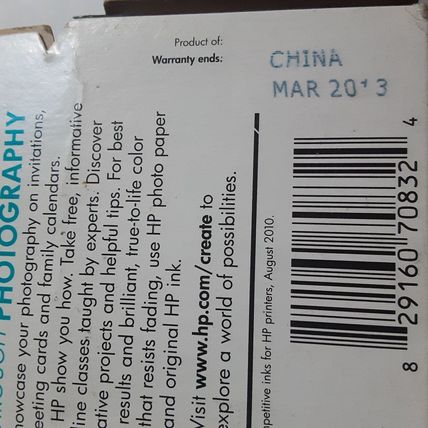 Product of: CHINA
Warranty ends: MAR 2013
PHOTOGRAPHY
howcase your photography on invitations,
eeting cards and family calendars.
HP show you how. Take free, informative
line classes taught by experts. Discover
ative projects and helpful tips. For best
results and brilliant, true-to-life color
that resists fading, use HP photo paper
and original HP ink.
Visit www.hp.com/create to
explore a world of possibilities.
petitive inks for HP printers, August 2010.
8 29160 70832 4